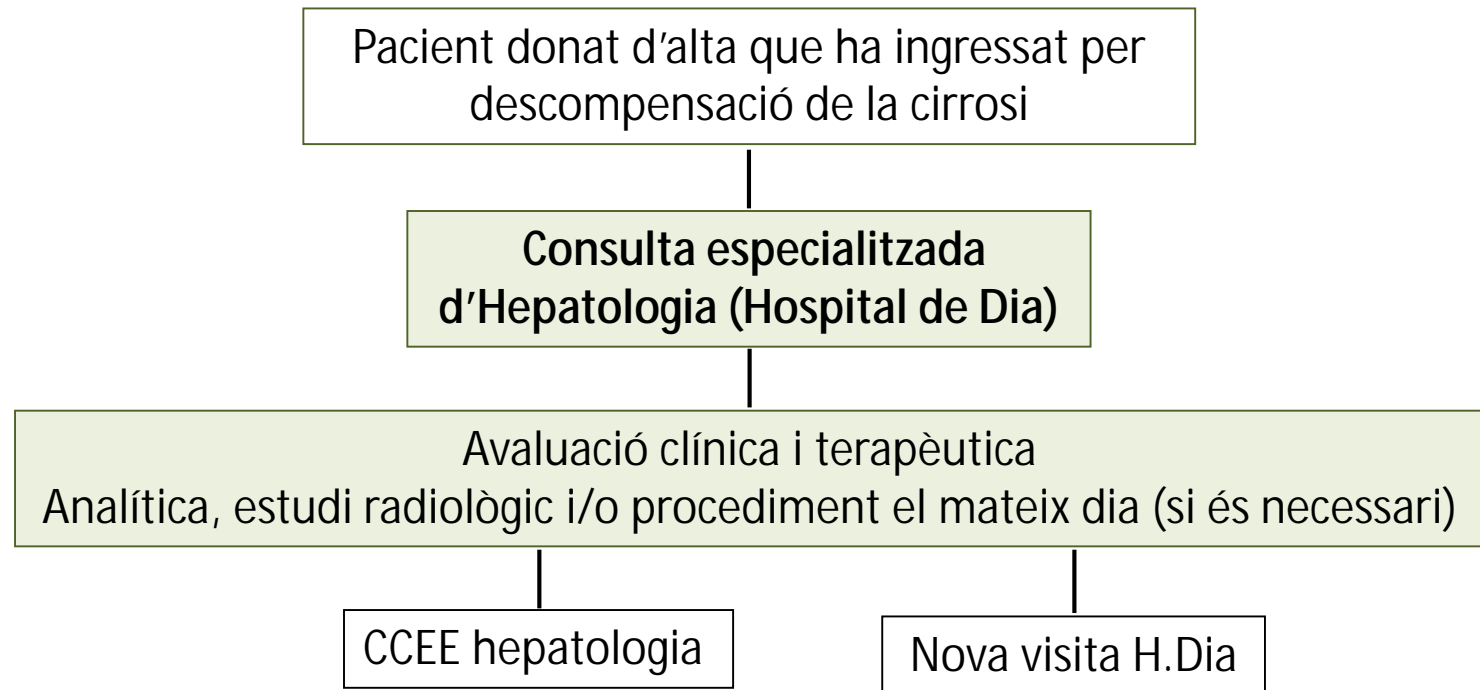 Pacient donat d’alta que ha ingressat per
descompensació de la cirrosi
Consulta especialitzada
d’Hepatologia (Hospital de Dia)
Avaluació clínica i terapèutica
Analítica, estudi radiològic i/o procediment el mateix dia (si és necessari)
CCEE hepatologia
Nova visita H.Dia